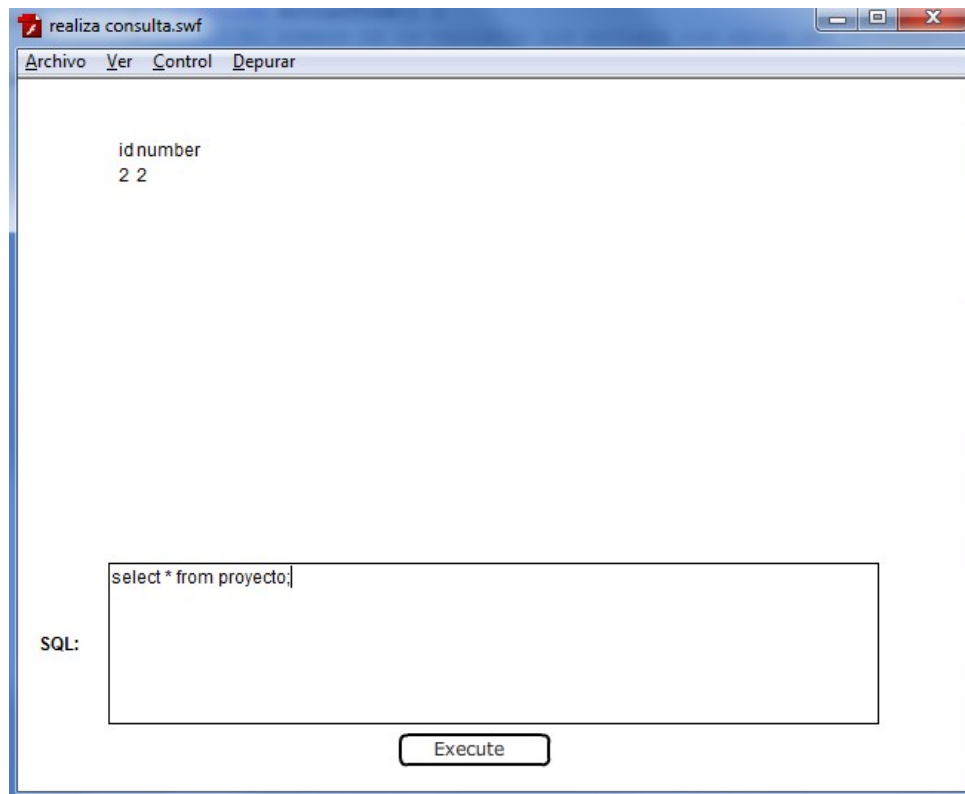 realiza consulta.swf
Archivo Ver Control Depurar
id number
2 2
select * from proyecto;
SQL:
Execute